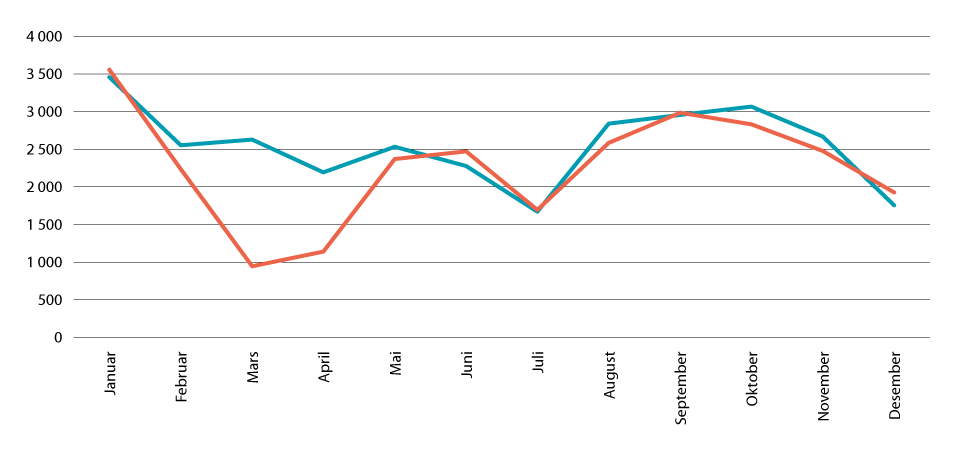 4 000
3 500
3 000
2 500
2 000
1 500
1 000
500
0
Januar
Februar
Mars
April
Mai
Juni
Juli
August
September
Oktober
November
Desember